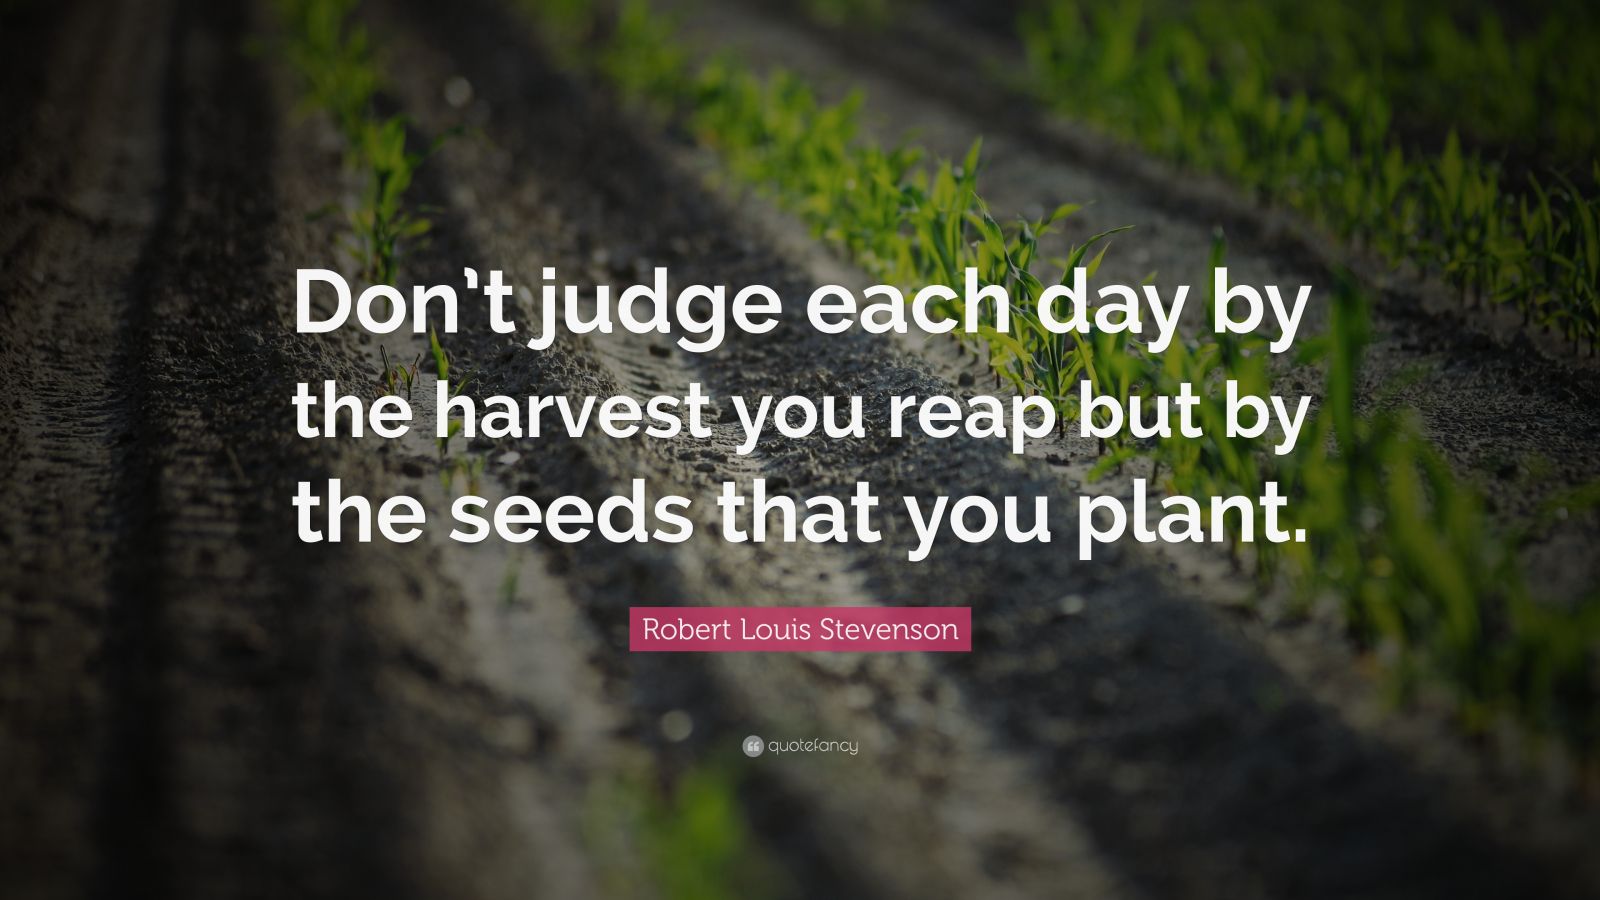 Don’t judge each day by
the harvest you reap but by
the seeds that you plant.
Robert Louis Stevenson
quotefancy